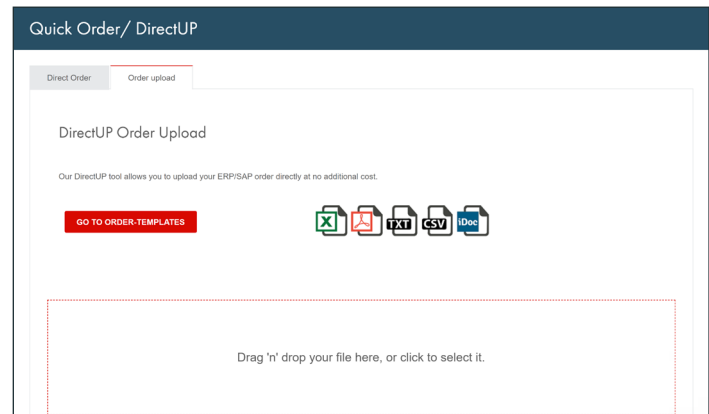 Quick Order/ DirectUP
Direct Order
Order upload
DirectUP Order Upload
Our DirectUP tool allows you to upload your ERP/SAP order directly at no additional cost.
GO TO ORDER-TEMPLATES
X
TXT
CSV
iDoc
Drag 'n' drop your file here, or click to select it.